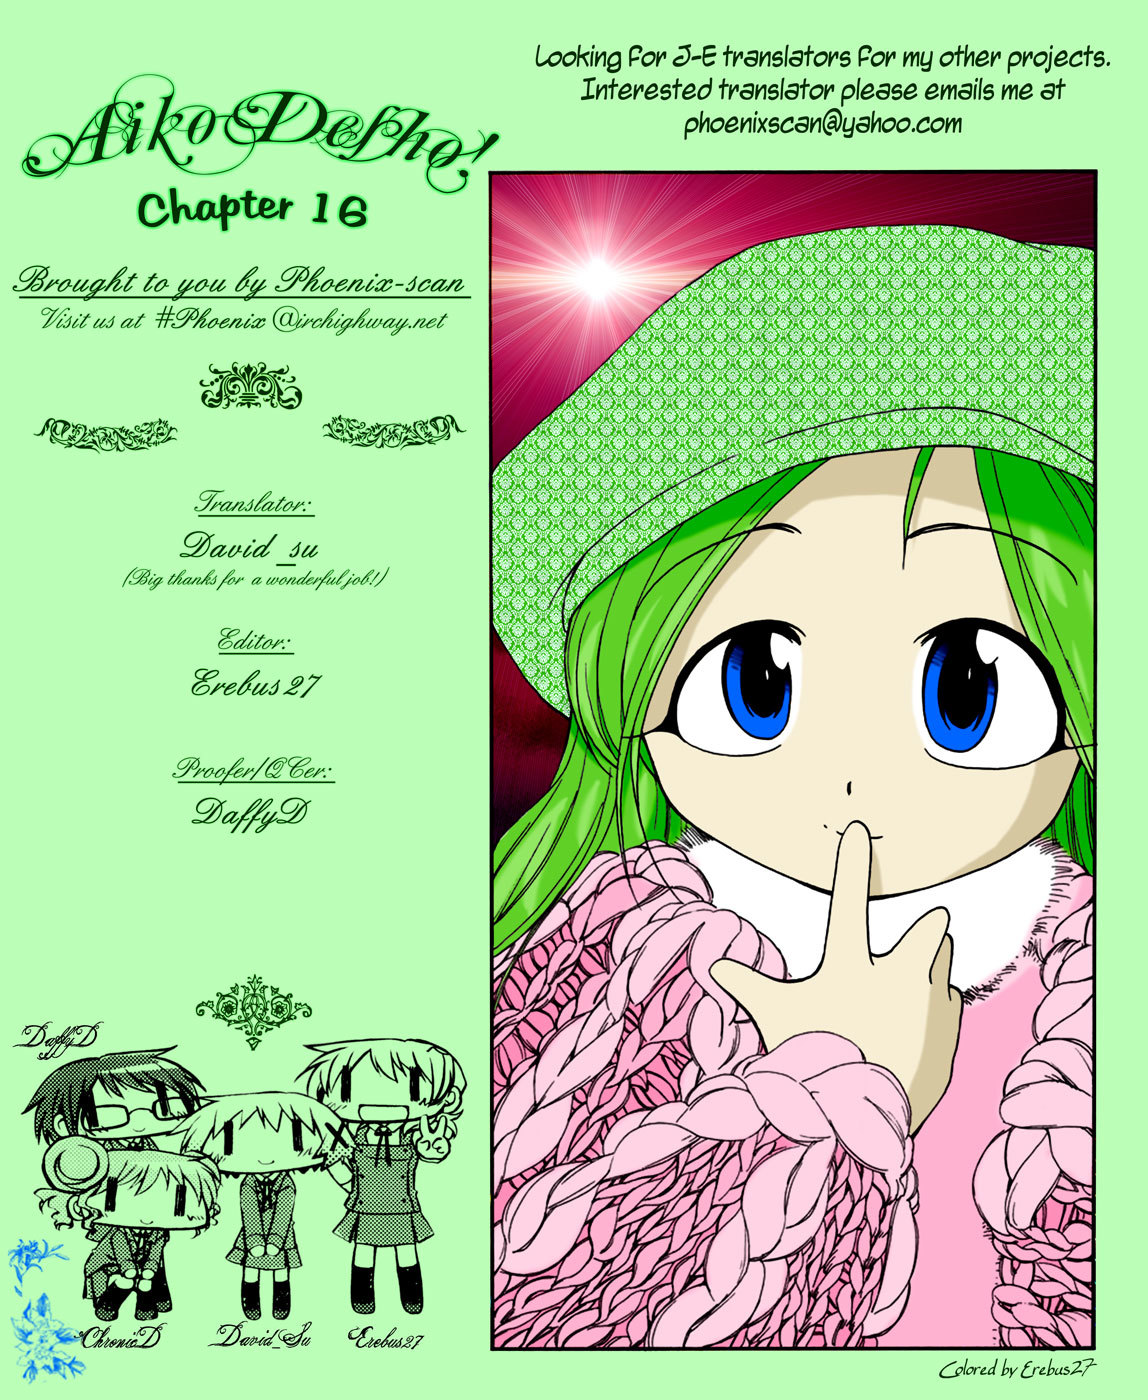 Looking for J-E translators for my other projects.
Interested translator please emails me at
phoenixscan@yahoo.com
Aiko Desho!
Chapter 16
Brought to you by Phoenix-scan
Visit us at #Phoenix @irchighway.net
Translator:
David_su
(Big thanks for a wonderful job!)
Editor:
Erebus27
Proofer/QCer:
DaffyD
DaffyD
ChronicD
David_Su
Erebus27
Colored by Erebus27